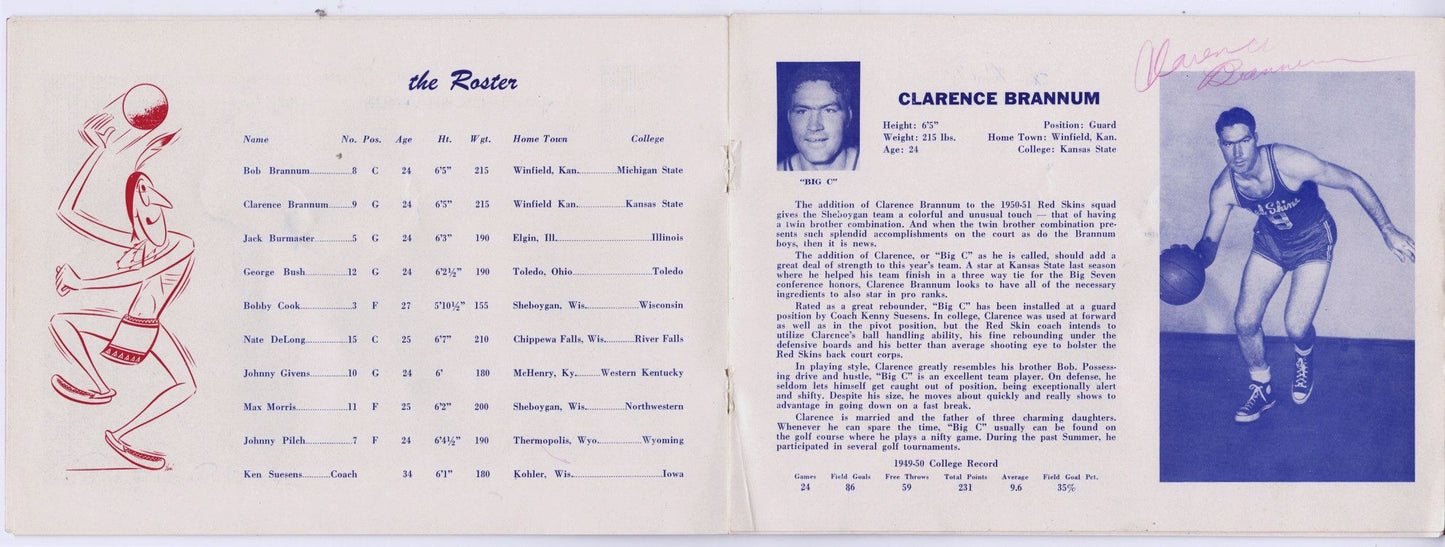 the Roster
Name No. Pos. Age Ht. Wgt. Home Town College
Bob Brannum 8 C 24 6'5" 215 Winfield, Kan. Michigan State
Clarence Brannum 9 G 24 6'5" 215 Winfield Kan. Kansas State
Jack Burmaster 5 G 24 6'3" 190 Elgin, Ill. Illinois
George Bush 12 G 24 6'2½" 190 Toledo, Ohio Toledo
Bobby Cook 3 F 27 5'10½" 155 Sheboygan, Wis. Wisconsin
Nate DeLong 15 C 25 6'7" 210 Chippewa Falls, Wis. River Falls
Johnny Givens 10 G 24 6' 180 McHenry, Ky. Western Kentucky
Max Morris 11 F 25 6'2" 200 Sheboygan, Wis. Northwestern
Johnny Pilch 7 F 24 6'4½" 190 Thermopolis, Wyo. Wyoming
Ken Suesens Coach 34 6'1" 180 Kohler, Wis. Iowa
Clarence
Brannum
"BIG C"
CLARENCE BRANNUM
Height: 6'5" Position: Guard
Weight: 215 lbs. Home Town: Winfield, Kan.
Age: 24 College: Kansas State
The addition of Clarence Brannum to the 1950-51 Red Skins squad
gives the Sheboygan team a colorful and unusual touch — that of having
a twin brother combination. And when the twin brother combination pre-
sents such splendid accomplishments on the court as do the Brannum
boys, then it is news.
The addition of Clarence, or "Big C" as he is called, should add a
great deal of strength to this year's team. A star at Kansas State last season
where he helped his team finish in a three way tie for the Big Seven
conference honors, Clarence Brannum looks to have all of the necessary
ingredients to also star in pro ranks.
Rated as a great rebounder, "Big C" has been installed at a guard
position by Coach Kenny Suesens. In college, Clarence was used at forward
as well as in the pivot position, but the Red Skin coach intends to
utilize Clarence's ball handling ability, his fine rebounding under the
defensive boards and his better than average shooting eye to bolster the
Red Skins back court corps.
In playing style, Clarence greatly resembles his brother Bob. Possess-
ing drive and hustle, "Big C" is an excellent team player. On defense, he
seldom lets himself get caught out of position, being exceptionally alert
and shifty. Despite his size, he moves about quickly and really shows to
advantage in going down on a fast break.
Clarence is married and the father of three charming daughters.
Whenever he can spare the time, "Big C" usually can be found on
the golf course where he plays a nifty game. During the past Summer, he
participated in several golf tournaments.
1949-50 College Record
Games Field Goals Free Throws Total Points Average Field Goal Pct.
24 86 59 231 9.6 35%
Skins
9